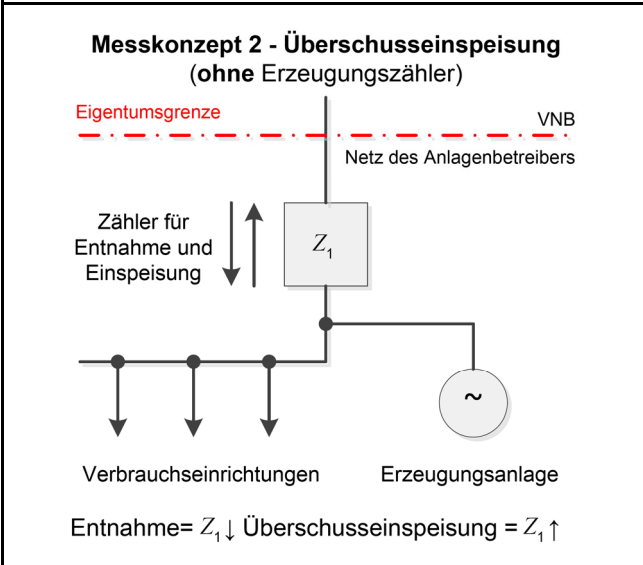 Messkonzept 2 - Überschusseinspeisung
(ohne Erzeugungszähler)
Eigentumsgrenze
VNB
Netz des Anlagenbetreibers
Zähler für
Entnahme und
Einspeisung
Z₁
~
Verbrauchseinrichtungen
Erzeugungsanlage
Entnahme= Z₁↓ Überschusseinspeisung = Z₁↑